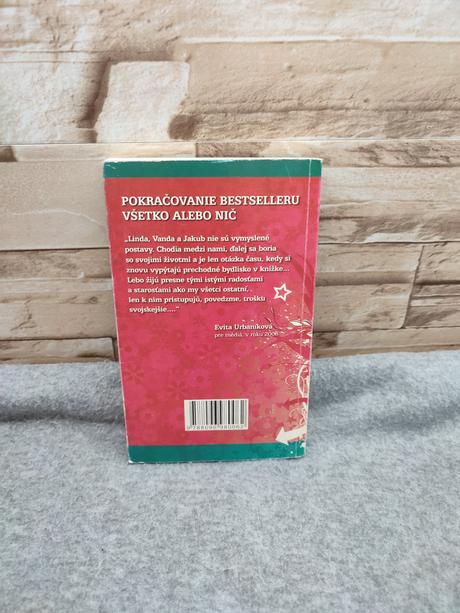 POKRAČOVANIE BESTSELLERU
VŠETKO ALEBO NIČ
„Linda, Vanda a Jakub nie sú vymyslené
postavy. Chodia medzi nami, ďalej sa boria
so svojimi životmi a je len otázka času, kedy si
znovu vypýtajú prechodné bydlisko v knižke...
Lebo žijú presne tými istými radosťami
a starosťami ako my všetci ostatní,
len k nim pristupujú, povedzme, trošku
svojskejšie....“
Evita Urbaníková
pre médiá, v roku 2006